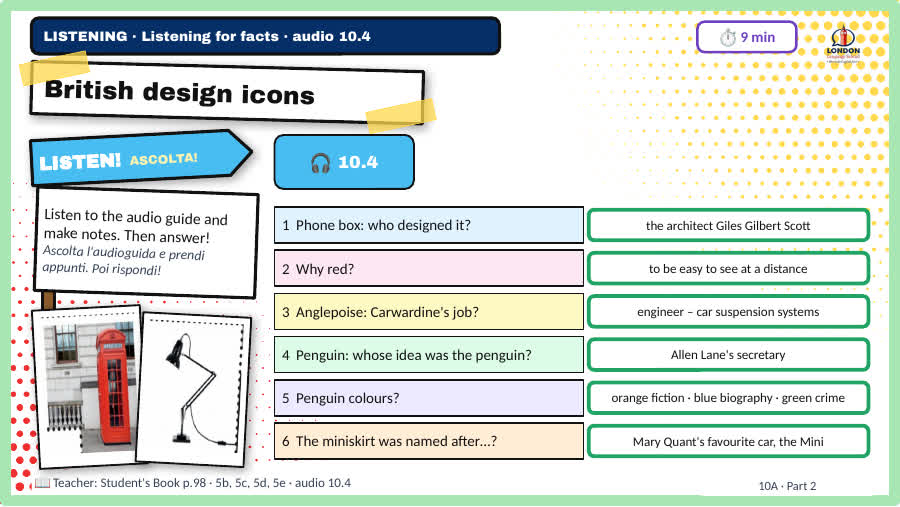 LISTENING · Listening for facts · audio 10.4
⏱️ 9 min
LONDON
British design icons
LISTEN! ASCOLTA!
🎧 10.4
Listen to the audio guide and
make notes. Then answer!
Ascolta l'audioguida e prendi
appunti. Poi rispondi!
1 Phone box: who designed it?
the architect Giles Gilbert Scott
2 Why red?
to be easy to see at a distance
3 Anglepoise: Carwardine's job?
engineer – car suspension systems
4 Penguin: whose idea was the penguin?
Allen Lane's secretary
5 Penguin colours?
orange fiction · blue biography · green crime
6 The miniskirt was named after...?
Mary Quant's favourite car, the Mini
📖 Teacher: Student's Book p.98 · 5b, 5c, 5d, 5e · audio 10.4
10A · Part 2